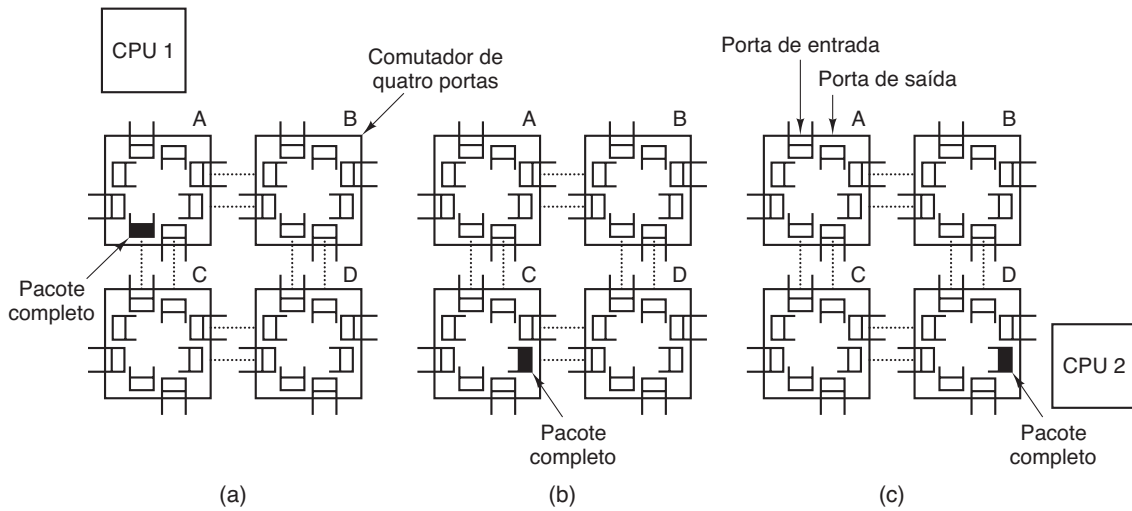 CPU 1
Comutador de
quatro portas
Porta de entrada
Porta de saída
A
B
A
B
A
B
Pacote
completo
C
D
C
D
C
D
CPU 2
Pacote
completo
Pacote
completo
(a)
(b)
(c)